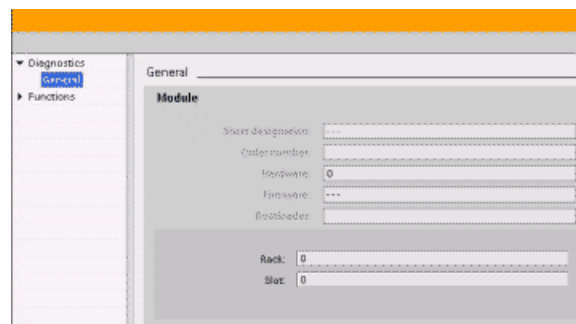 Diagnostics
General
Functions
General
Module
Short designation: ---
Order number:
Hardware: 0
Firmware: ---
Bootloader:
Rack: 0
Slot: 0